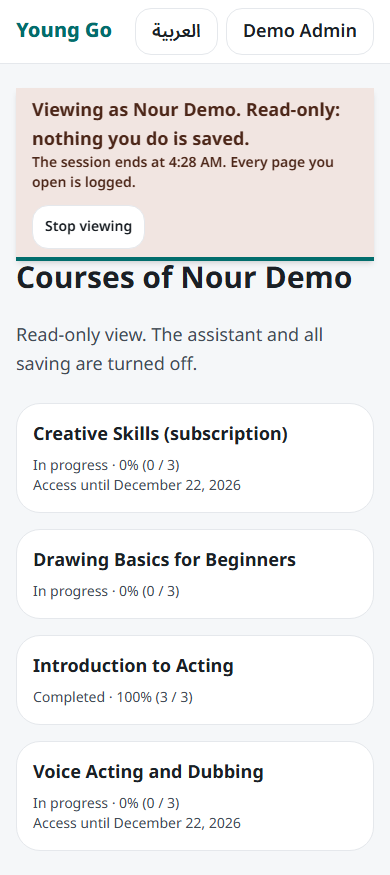 Young Go
العربية
Demo Admin
Viewing as Nour Demo. Read-only:
nothing you do is saved.
The session ends at 4:28 AM. Every page you
open is logged.
Stop viewing
Courses of Nour Demo
Read-only view. The assistant and all
saving are turned off.
Creative Skills (subscription)
In progress · 0% (0 / 3)
Access until December 22, 2026
Drawing Basics for Beginners
In progress · 0% (0 / 3)
Introduction to Acting
Completed · 100% (3 / 3)
Voice Acting and Dubbing
In progress · 0% (0 / 3)
Access until December 22, 2026